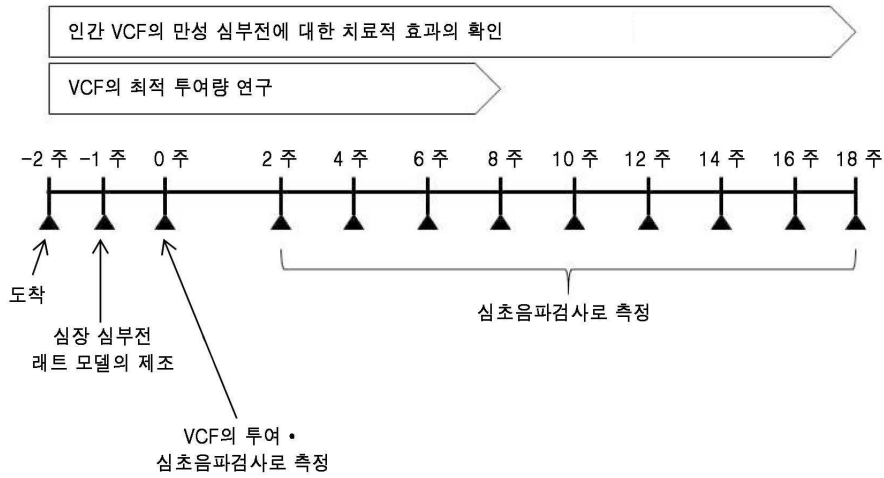 인간 VCF의 만성 심부전에 대한 치료적 효과의 확인
VCF의 최적 투여량 연구
-2 주 -1 주 0 주 2 주 4 주 6 주 8 주 10 주 12 주 14 주 16 주 18 주
도착
심장 심부전
래트 모델의 제조
심초음파검사로 측정
VCF의 투여 •
심초음파검사로 측정